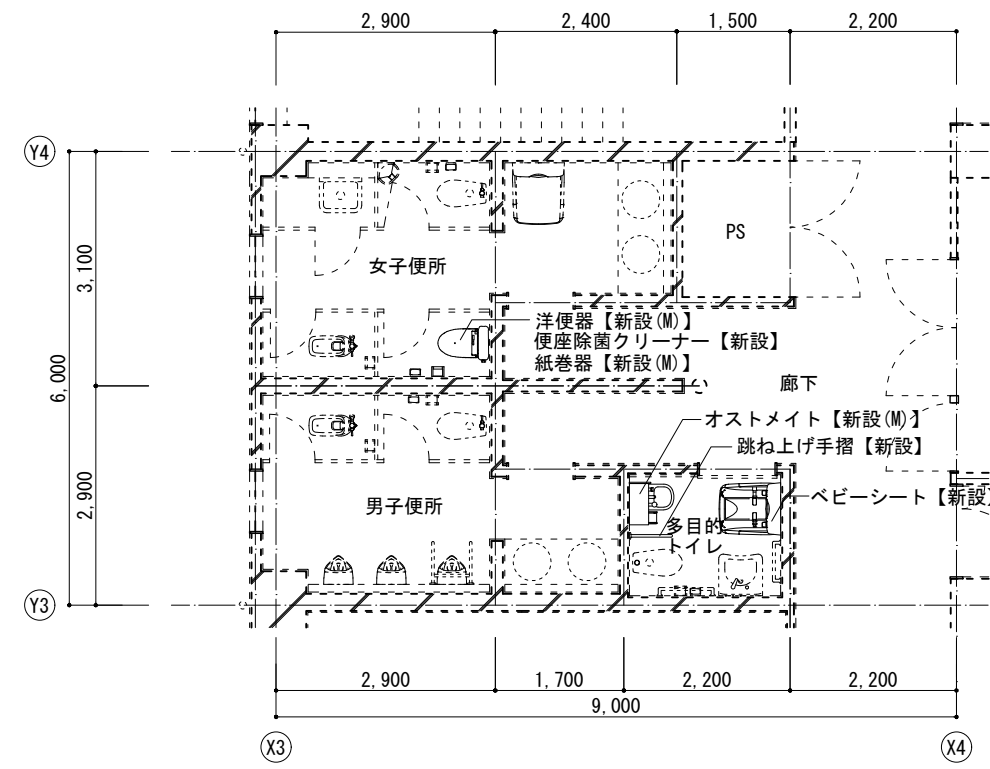 2,900
2,400
1,500
2,200
Y4
PS
女子便所
3,100
洋便器【新設(M)】
便座除菌クリーナー【新設】
紙巻器【新設(M)】
6,000
廊下
オストメイト【新設(M)】
跳ね上げ手摺【新設】
2,900
男子便所
ベビーシート【新設】
多目的
トイレ
Y3
2,900
1,700
2,200
2,200
9,000
X3
X4